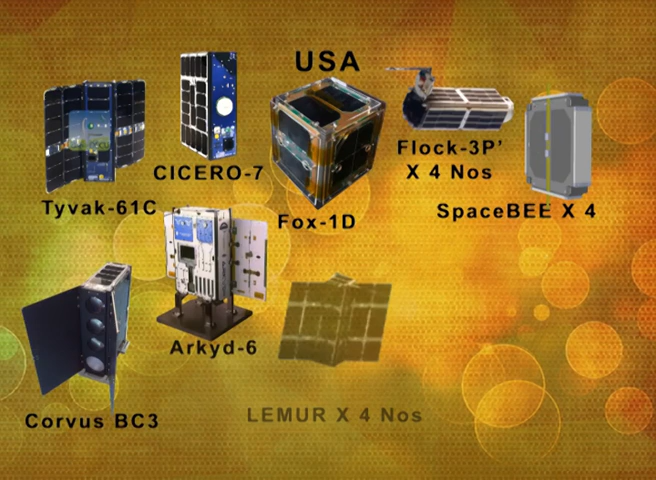 USA
Tyvak-61C
CICERO-7
Fox-1D
Flock-3P'
X 4 Nos
SpaceBEE X 4
Corvus BC3
Arkyd-6
LEMUR X 4 Nos